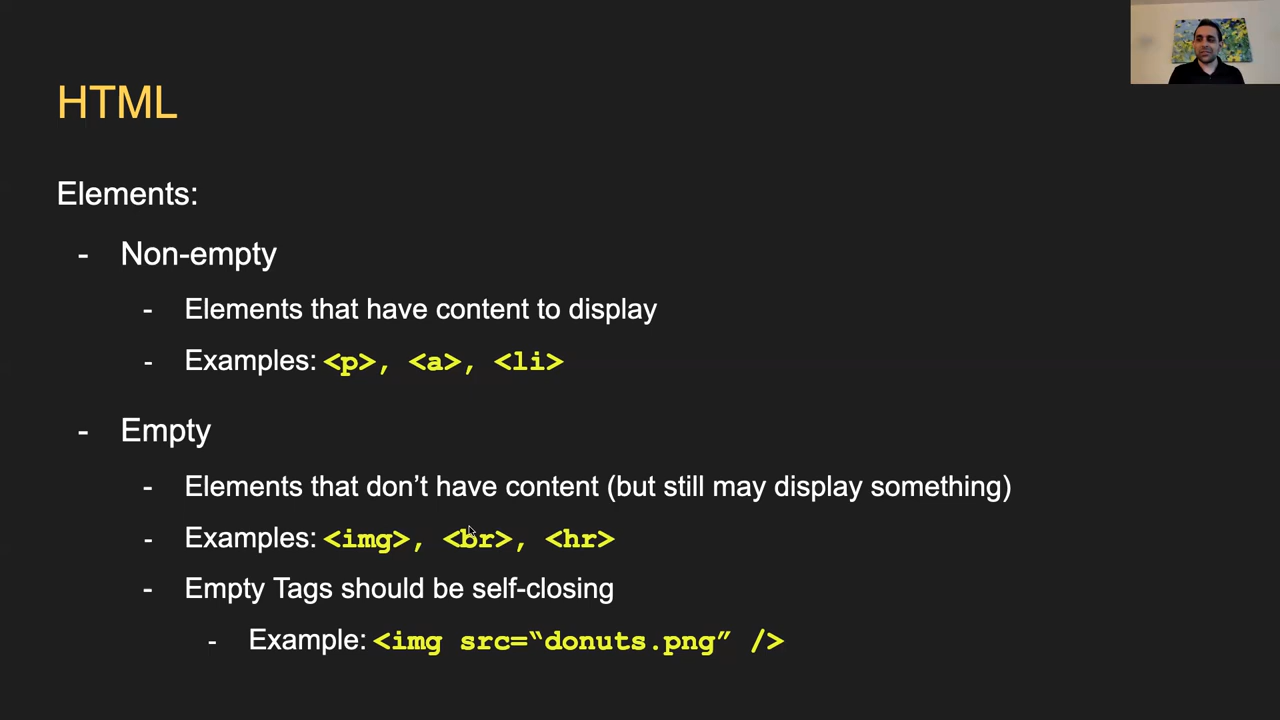 HTML
Elements:
- Non-empty
- Elements that have content to display
- Examples: <p>, <a>, <li>
- Empty
- Elements that don’t have content (but still may display something)
- Examples: <img>, <br>, <hr>
- Empty Tags should be self-closing
- Example: <img src=“donuts.png” />